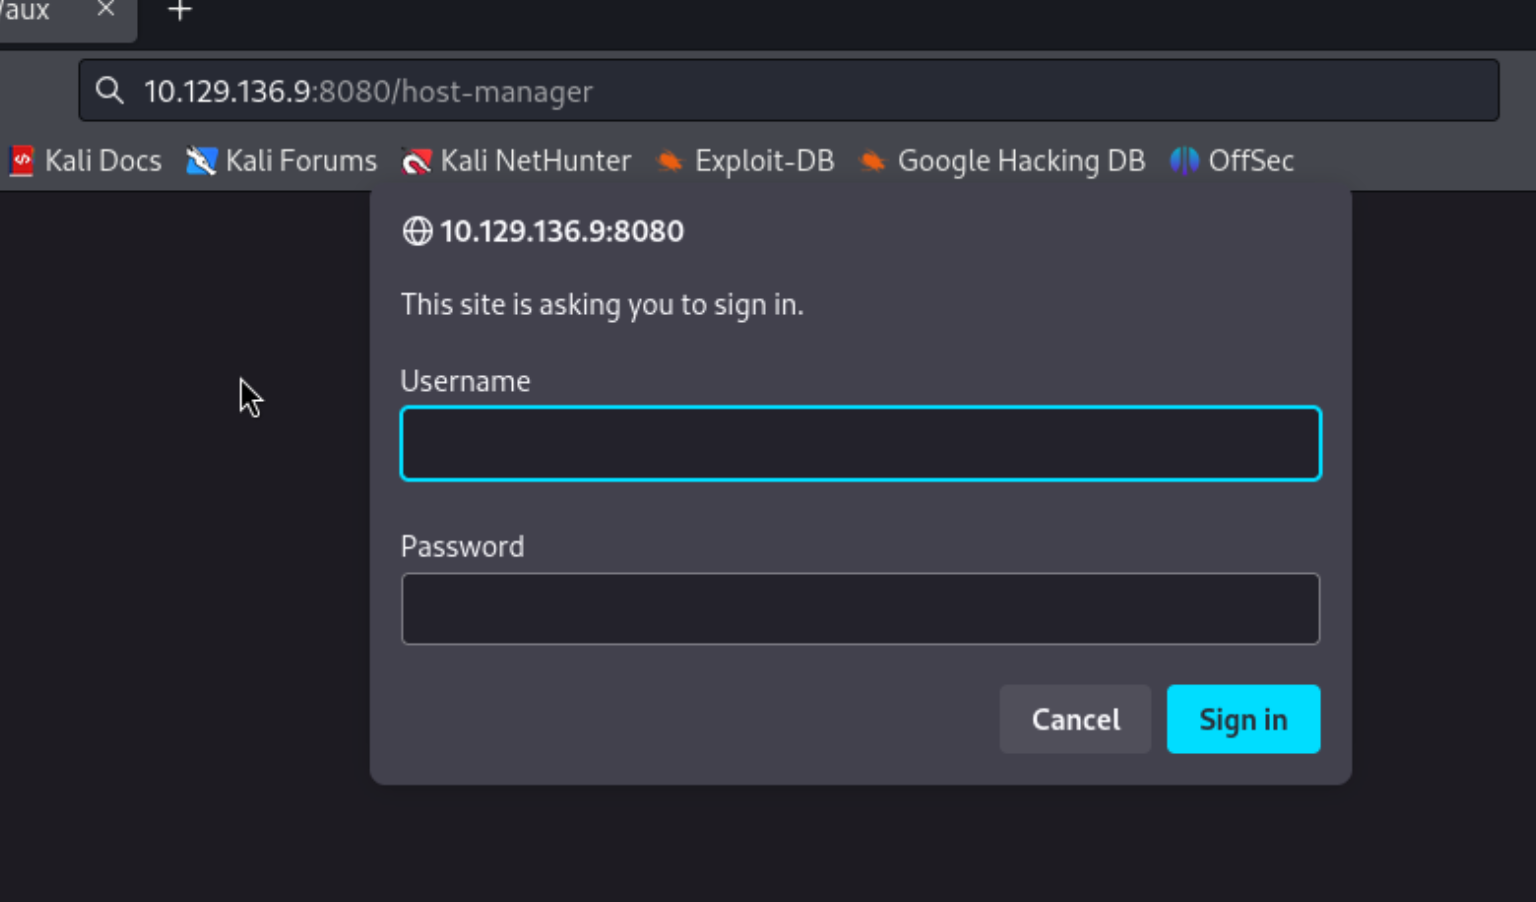 /aux
10.129.136.9:8080/host-manager
Kali Docs Kali Forums Kali NetHunter Exploit-DB Google Hacking DB OffSec
10.129.136.9:8080
This site is asking you to sign in.
Username
Password
Cancel Sign in